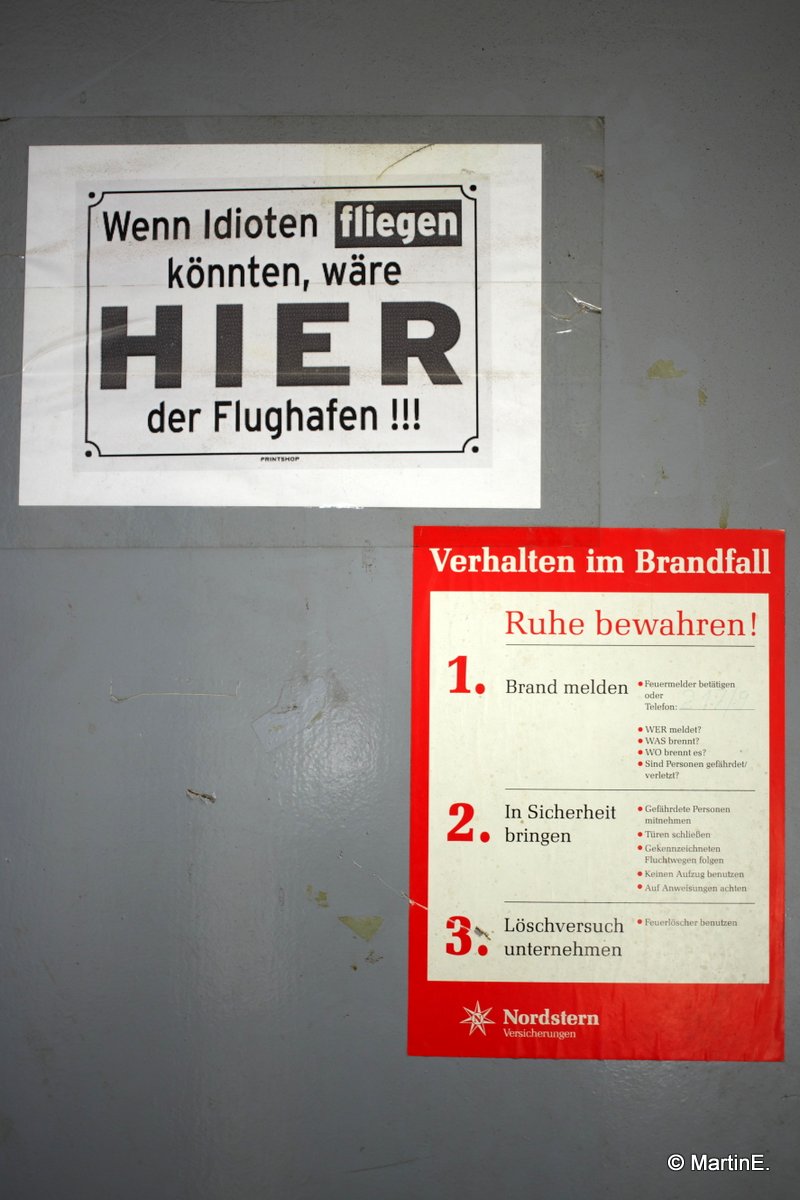 Wenn Idioten fliegen
könnten, wäre
HIER
der Flughafen !!!
PRINTSHOP
Verhalten im Brandfall
Ruhe bewahren!
1.
Brand melden
• Feuermelder betätigen
oder
Telefon:
• WER meldet?
• WAS brennt?
• WO brennt es?
• Sind Personen gefährdet/
verletzt?
2.
In Sicherheit
bringen
• Gefährdete Personen
mitnehmen
• Türen schließen
• Gekennzeichneten
Fluchtwegen folgen
• Keinen Aufzug benutzen
• Auf Anweisungen achten
3.
Löschversuch
unternehmen
• Feuerlöscher benutzen
N
Nordstern
Versicherungen
© MartinE.